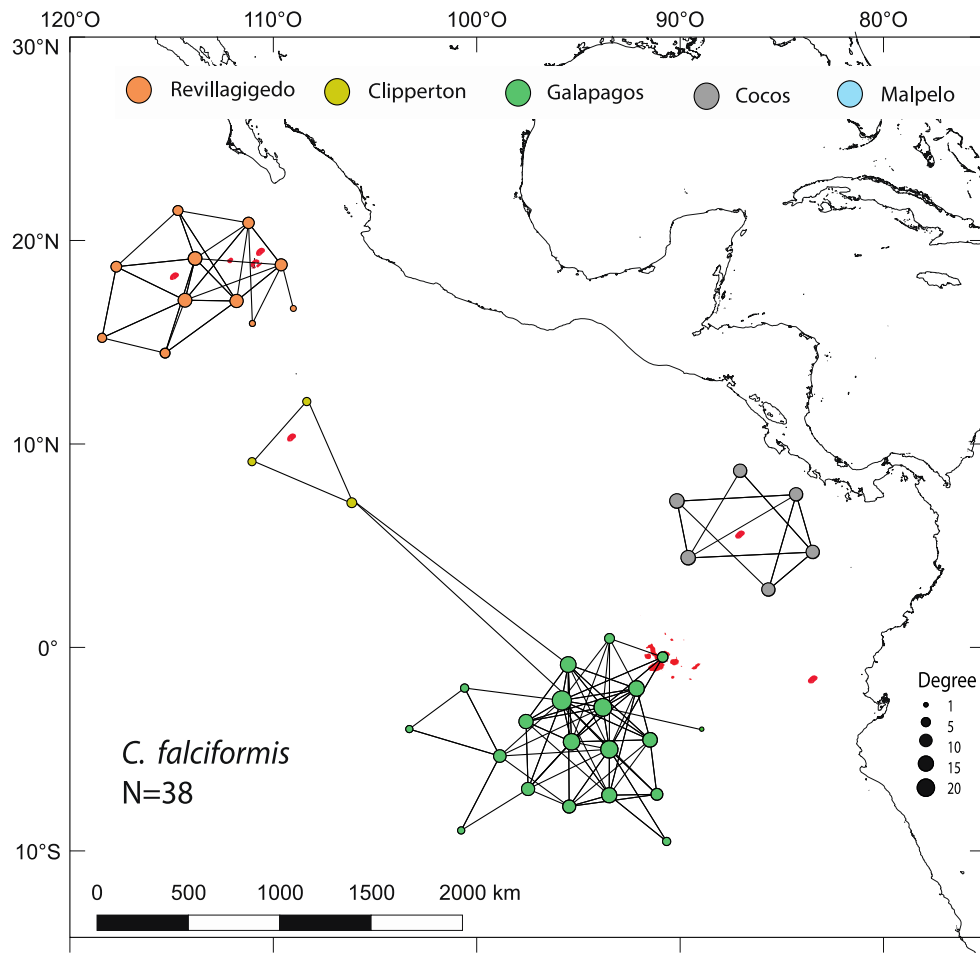 120°O 110°O 100°O 90°O 80°O
30°N
Revillagigedo Clipperton Galapagos Cocos Malpelo
20°N
10°N
0°
Degree
1
5
10
15
20
C. falciformis
N=38
10°S
0 500 1000 1500 2000 km